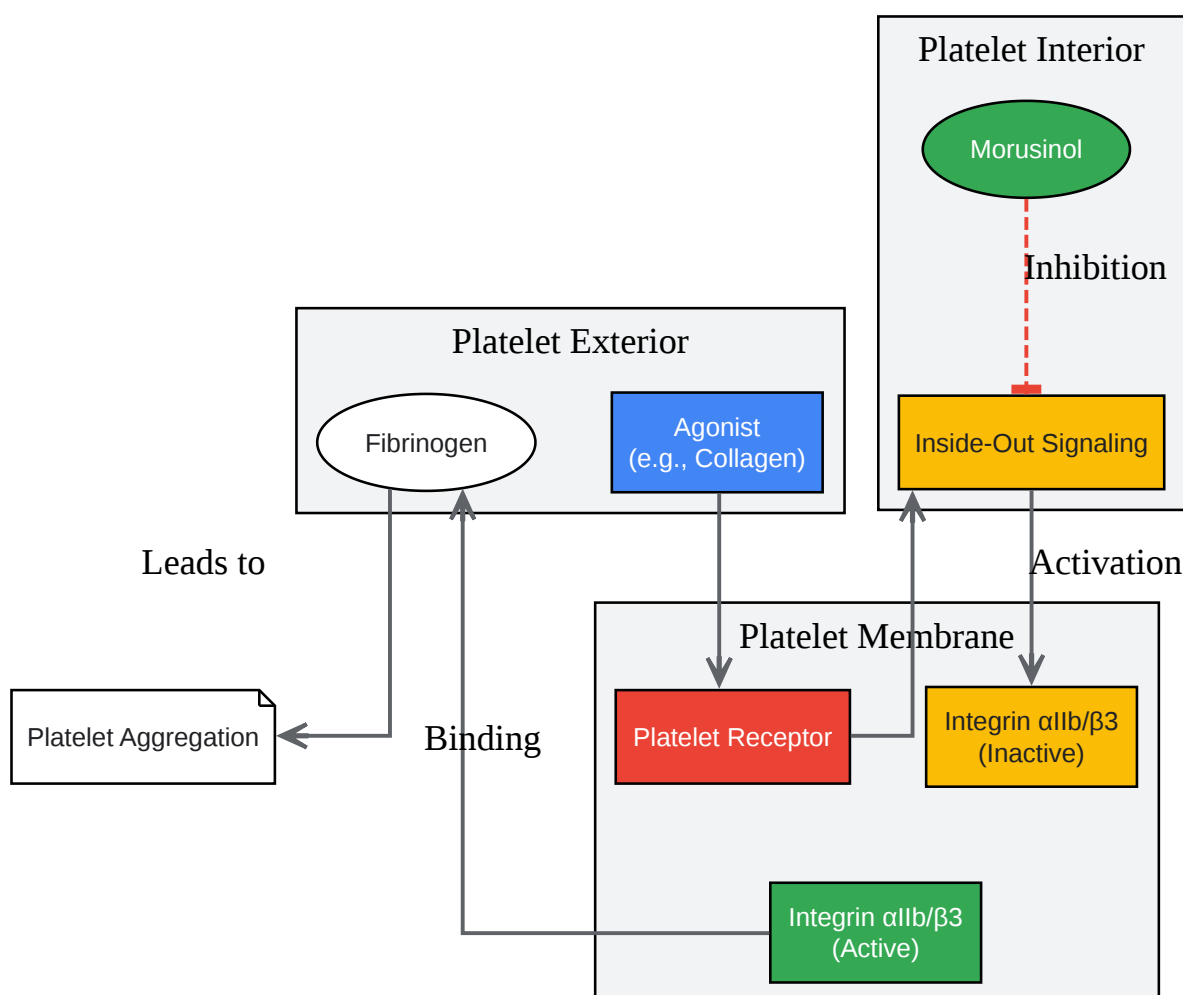 Platelet Interior
Morusinol
Inhibition
Platelet Exterior
Fibrinogen
Agonist
(e.g., Collagen)
Inside-Out Signaling
Leads to
Activation
Platelet Membrane
Platelet Aggregation
Binding
Platelet Receptor
Integrin αIIb/β3
(Inactive)
Integrin αIIb/β3
(Active)